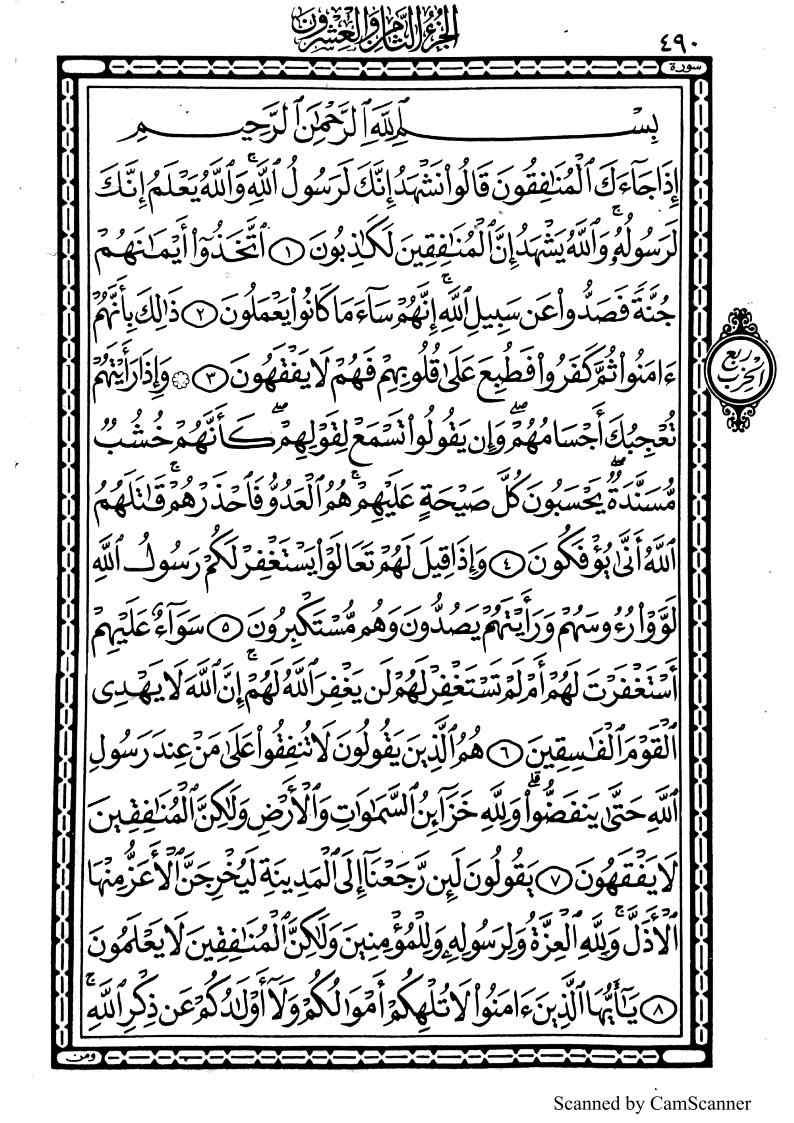 ٤٩٠
الجزء الثامن والعشرون
سورة
بِسْمِ ٱللَّهِ ٱلرَّحْمَٰنِ ٱلرَّحِيمِ
إِذَا جَآءَكَ ٱلْمُنَٰفِقُونَ قَالُوا۟ نَشْهَدُ إِنَّكَ لَرَسُولُ ٱللَّهِ ۗ وَٱللَّهُ يَعْلَمُ إِنَّكَ
لَرَسُولُهُۥ وَٱللَّهُ يَشْهَدُ إِنَّ ٱلْمُنَٰفِقِينَ لَكَٰذِبُونَ ١ ٱتَّخَذُوٓا۟ أَيْمَٰنَهُمْ
جُنَّةً فَصَدُّوا۟ عَن سَبِيلِ ٱللَّهِ ۚ إِنَّهُمْ سَآءَ مَا كَانُوا۟ يَعْمَلُونَ ٢ ذَٰلِكَ بِأَنَّهُمْ
ءَامَنُوا۟ ثُمَّ كَفَرُوا۟ فَطُبِعَ عَلَىٰ قُلُوبِهِمْ فَهُمْ لَا يَفْقَهُونَ ٣ ۞ وَإِذَا رَأَيْتَهُمْ
ربع الحزب
تُعْجِبُكَ أَجْسَامُهُمْ ۖ وَإِن يَقُولُوا۟ تَسْمَعْ لِقَوْلِهِمْ ۖ كَأَنَّهُمْ خُشُبٌ
مُّسَنَّدَةٌ ۖ يَحْسَبُونَ كُلَّ صَيْحَةٍ عَلَيْهِمْ ۚ هُمُ ٱلْعَدُوُّ فَٱحْذَرْهُمْ ۚ قَٰتَلَهُمُ
ٱللَّهُ أَنَّىٰ يُؤْفَكُونَ ٤ وَإِذَا قِيلَ لَهُمْ تَعَالَوْا۟ يَسْتَغْفِرْ لَكُمْ رَسُولُ ٱللَّهِ
لَوَّوْا۟ رُءُوسَهُمْ وَرَأَيْتَهُمْ يَصُدُّونَ وَهُم مُّسْتَكْبِرُونَ ٥ سَوَآءٌ عَلَيْهِمْ
أَسْتَغْفَرْتَ لَهُمْ أَمْ لَمْ تَسْتَغْفِرْ لَهُمْ لَن يَغْفِرَ ٱللَّهُ لَهُمْ ۚ إِنَّ ٱللَّهَ لَا يَهْدِى
ٱلْقَوْمَ ٱلْفَٰسِقِينَ ٦ هُمُ ٱلَّذِينَ يَقُولُونَ لَا تُنفِقُوا۟ عَلَىٰ مَنْ عِندَ رَسُولِ
ٱللَّهِ حَتَّىٰ يَنفَضُّوا۟ ۗ وَلِلَّهِ خَزَآئِنُ ٱلسَّمَٰوَٰتِ وَٱلْأَرْضِ وَلَٰكِنَّ ٱلْمُنَٰفِقِينَ
لَا يَفْقَهُونَ ٧ يَقُولُونَ لَئِن رَّجَعْنَآ إِلَى ٱلْمَدِينَةِ لَيُخْرِجَنَّ ٱلْأَعَزُّ مِنْهَا
ٱلْأَذَلَّ ۚ وَلِلَّهِ ٱلْعِزَّةُ وَلِرَسُولِهِۦ وَلِلْمُؤْمِنِينَ وَلَٰكِنَّ ٱلْمُنَٰفِقِينَ لَا يَعْلَمُونَ
٨ يَٰٓأَيُّهَا ٱلَّذِينَ ءَامَنُوا۟ لَا تُلْهِكُمْ أَمْوَٰلُكُمْ وَلَآ أَوْلَٰدُكُمْ عَن ذِكْرِ ٱللَّهِ ۚ
ومن
Scanned by CamScanner